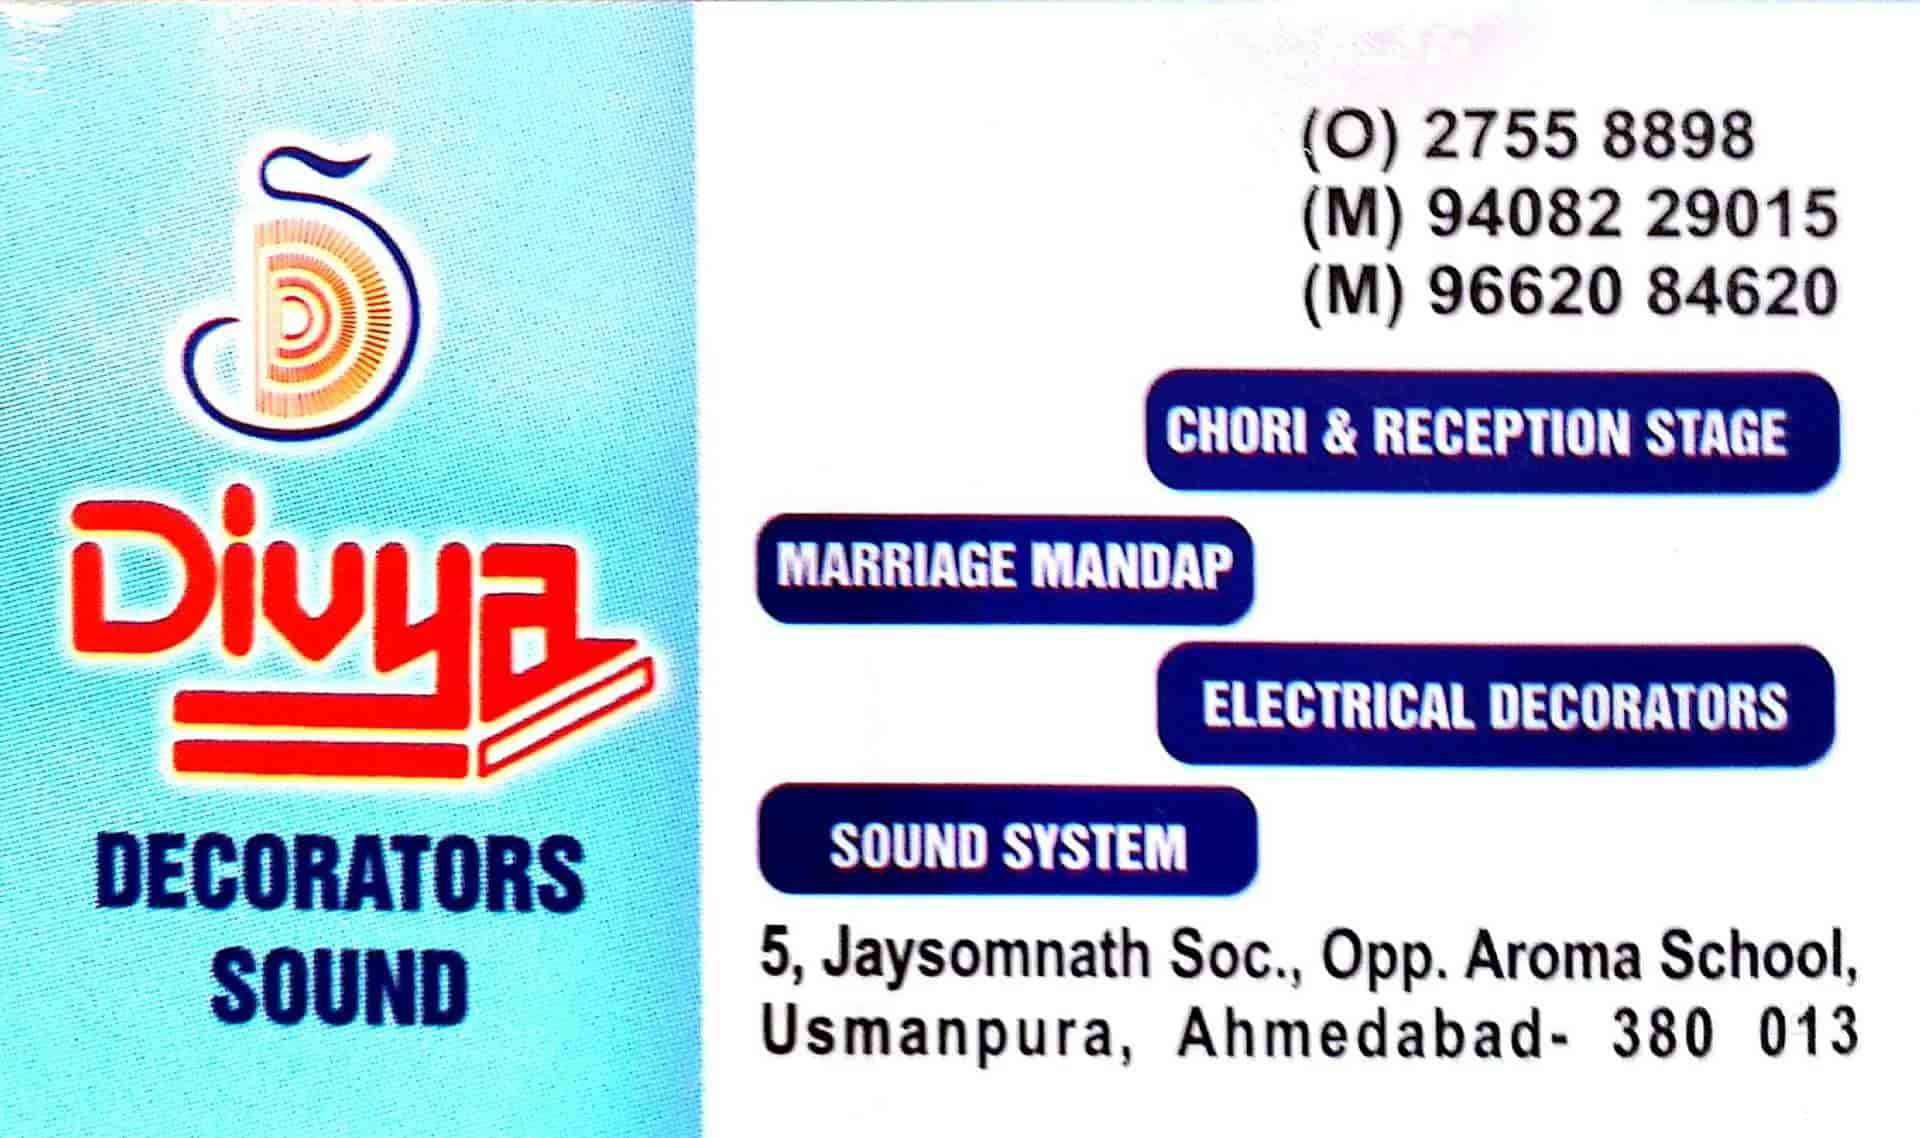 Divya
DECORATORS
SOUND
(O) 2755 8898
(M) 94082 29015
(M) 96620 84620
CHORI & RECEPTION STAGE
MARRIAGE MANDAP
ELECTRICAL DECORATORS
SOUND SYSTEM
5, Jaysomnath Soc., Opp. Aroma School,
Usmanpura, Ahmedabad- 380 013